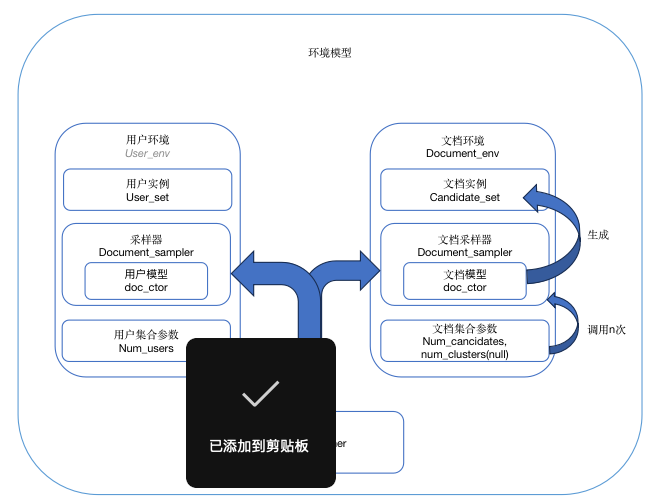 环境模型
用户环境
User_env
用户实例
User_set
采样器
Document_sampler
用户模型
doc_ctor
用户集合参数
Num_users
文档环境
Document_env
文档实例
Candidate_set
文档采样器
Document_sampler
文档模型
doc_ctor
文档集合参数
Num_cancidates,
num_clusters(null)
生成
调用n次
已添加到剪贴板